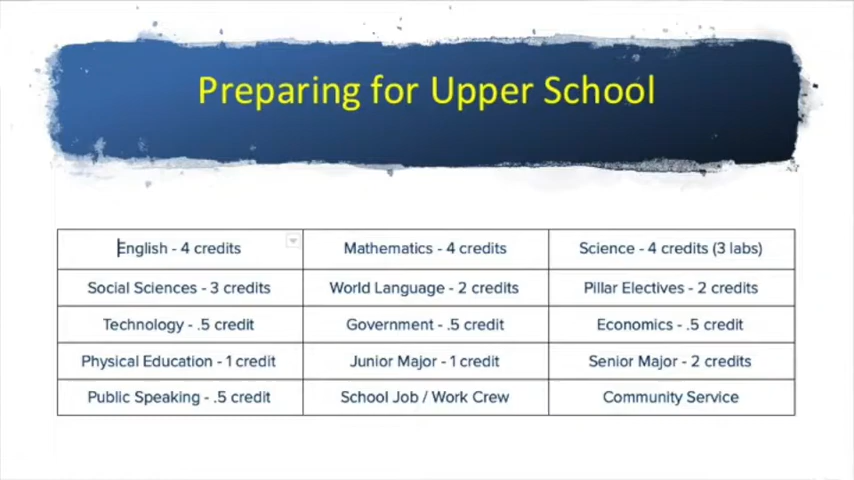 Preparing for Upper School
English - 4 credits
Mathematics - 4 credits
Science - 4 credits (3 labs)
Social Sciences - 3 credits
World Language - 2 credits
Pillar Electives - 2 credits
Technology - .5 credit
Government - .5 credit
Economics - .5 credit
Physical Education - 1 credit
Junior Major - 1 credit
Senior Major - 2 credits
Public Speaking - .5 credit
School Job / Work Crew
Community Service